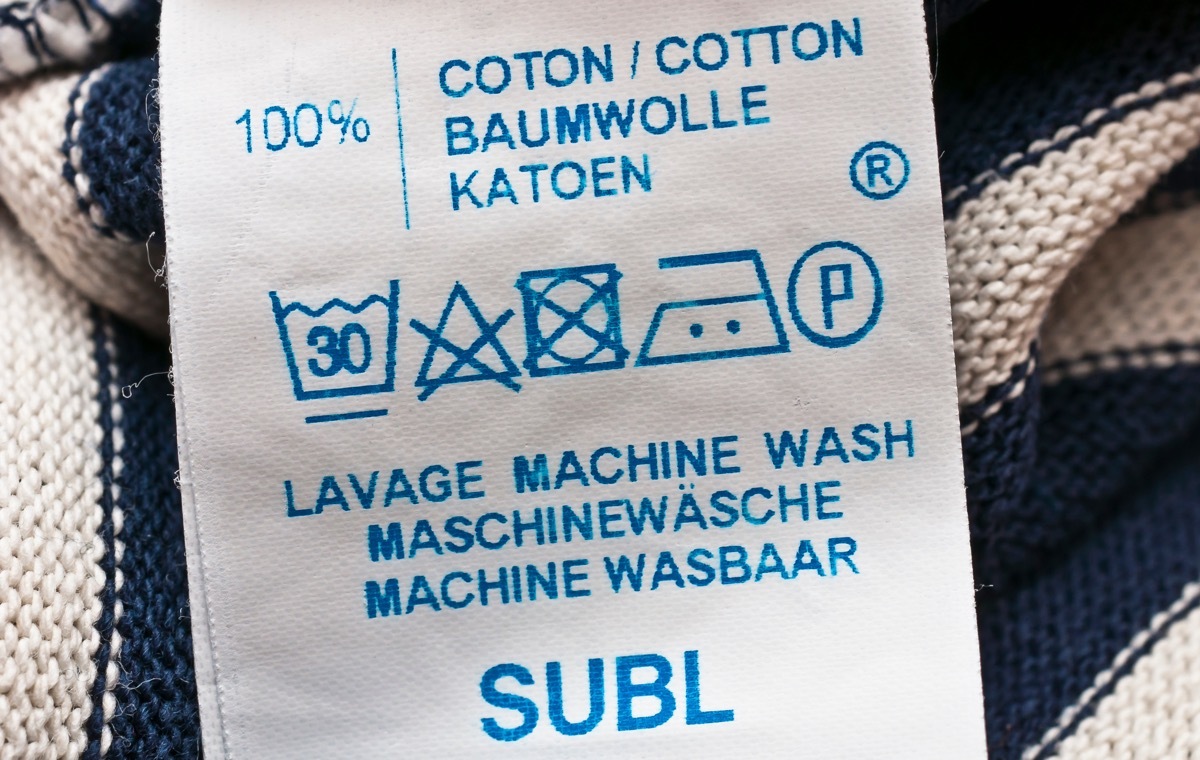 100%
COTON / COTTON
BAUMWOLLE
KATOEN
®
30
P
LAVAGE MACHINE WASH
MASCHINEWÄSCHE
MACHINE WASBAAR
SUBL